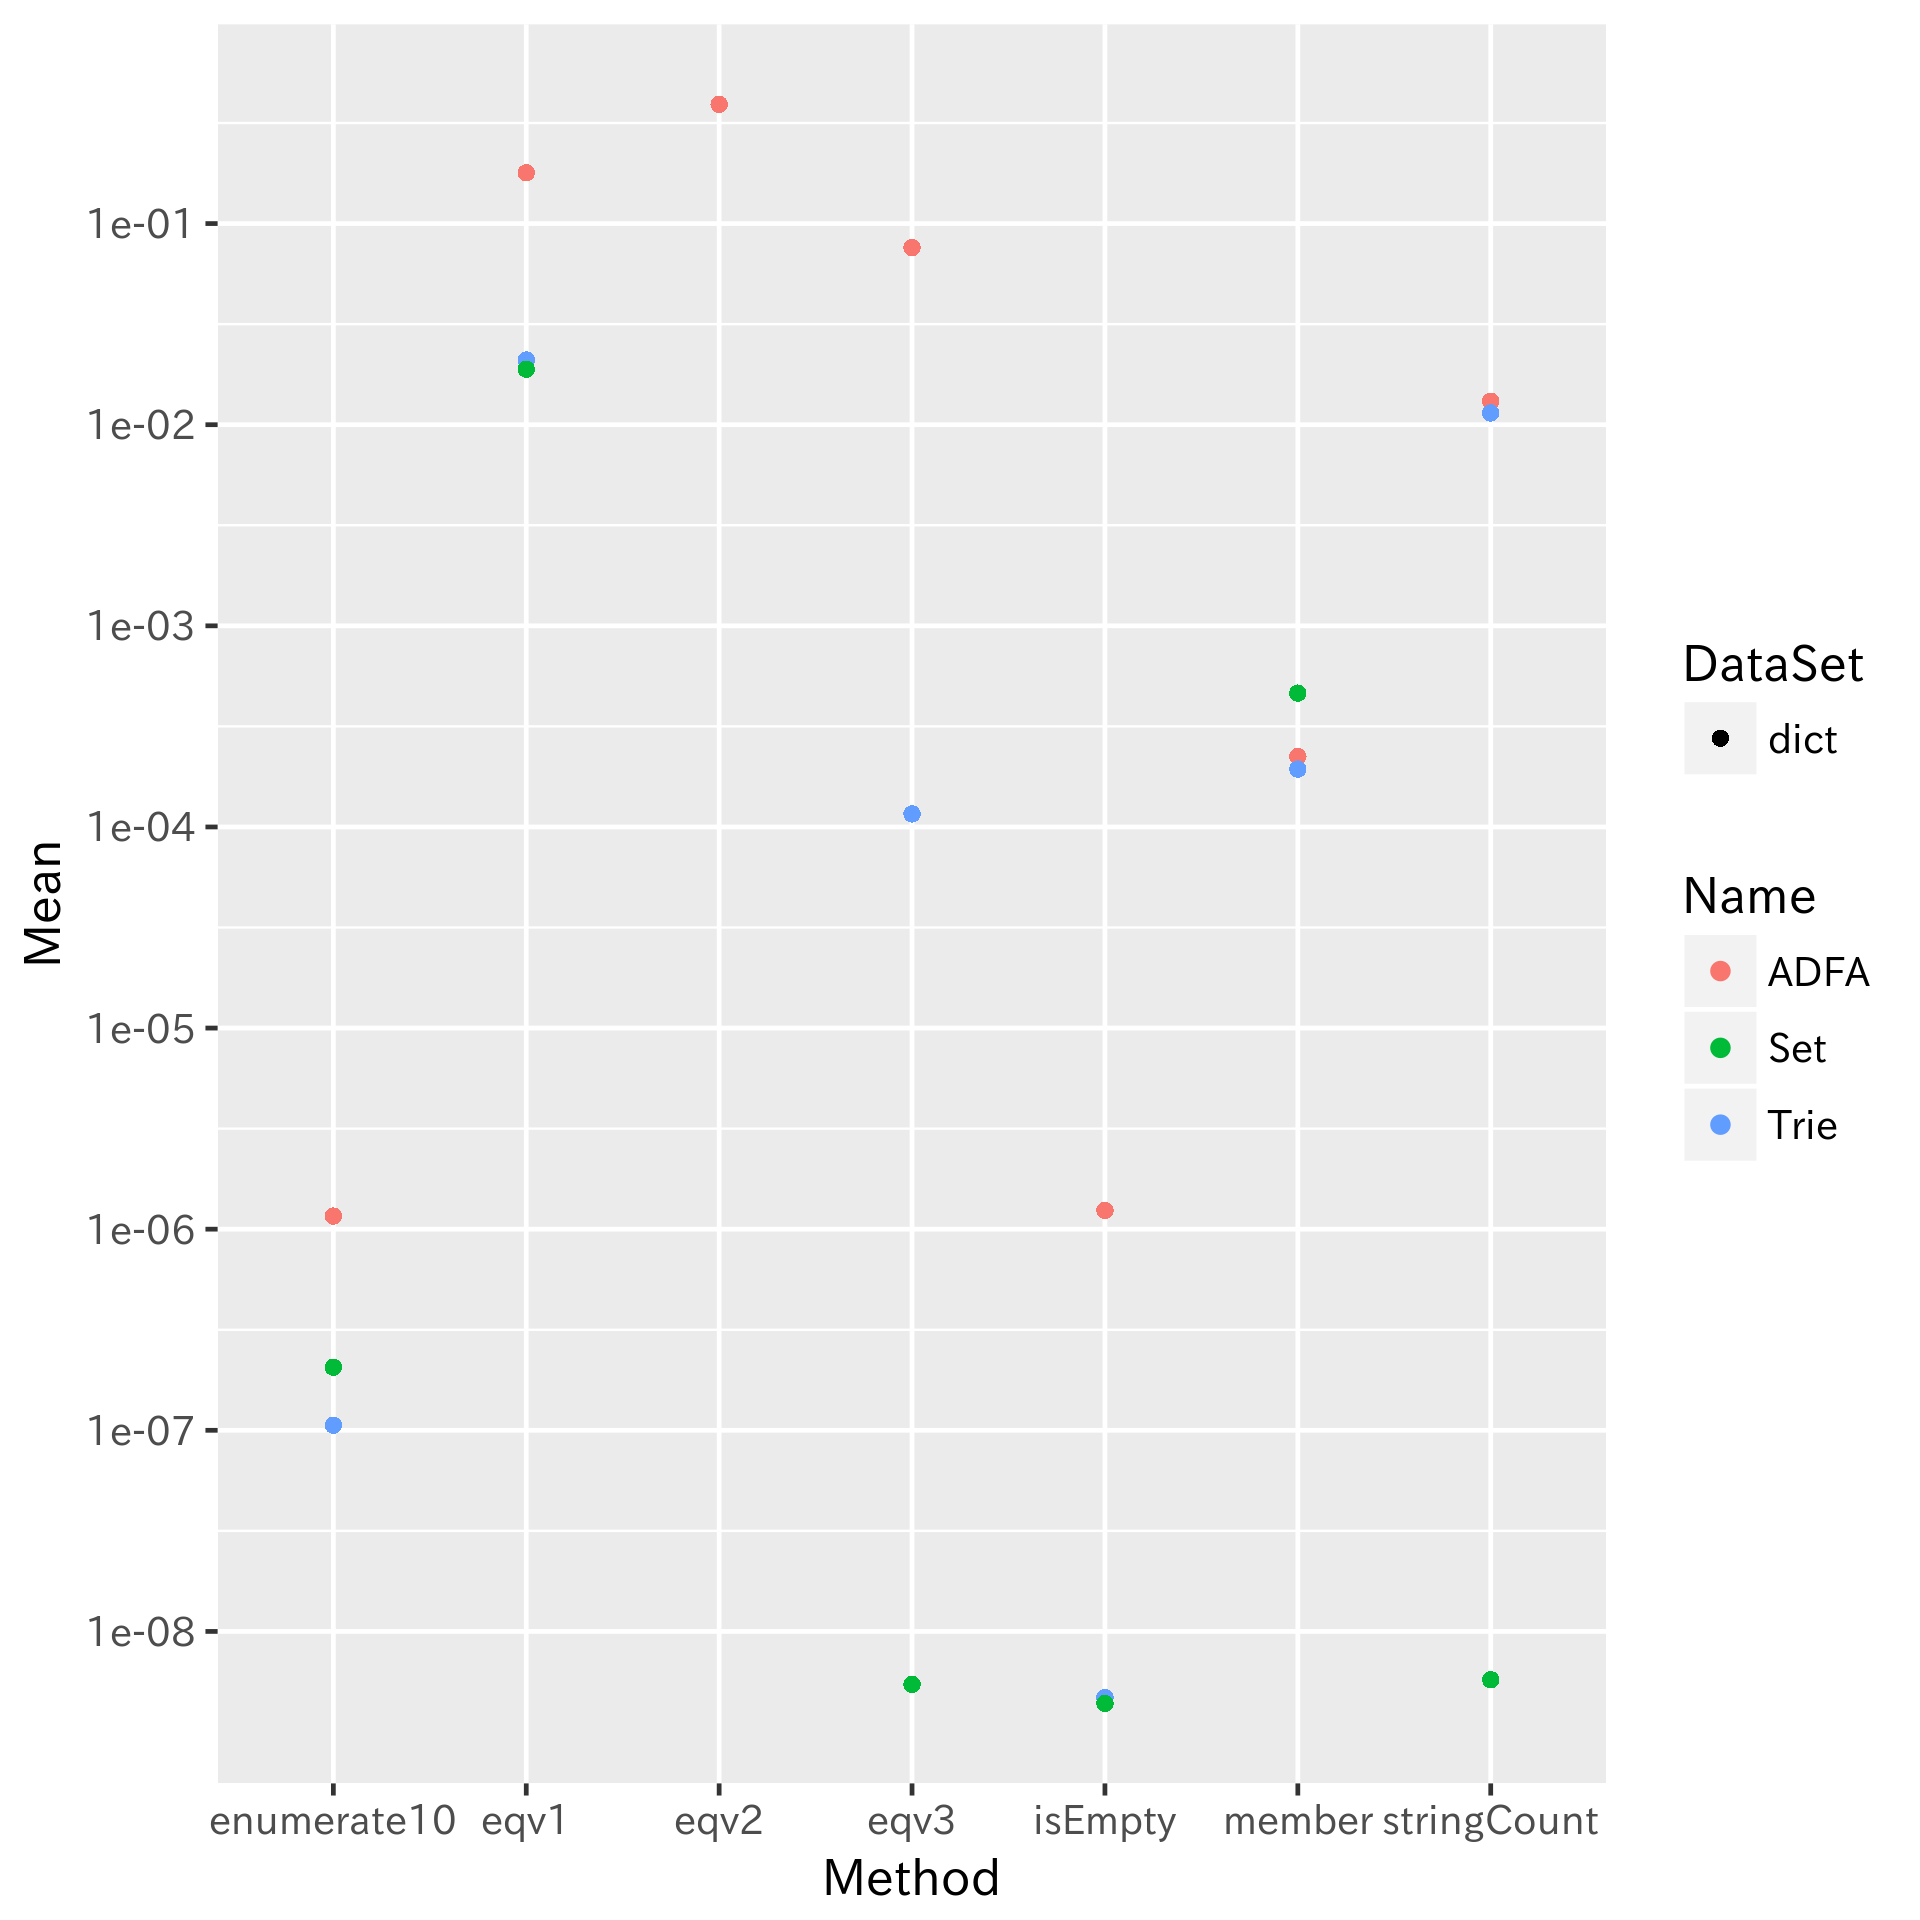 1e-01
1e-02
1e-03
1e-04
1e-05
1e-06
1e-07
1e-08
Mean
enumerate10 eqv1 eqv2 eqv3 isEmpty member stringCount
Method
DataSet
dict
Name
ADFA
Set
Trie